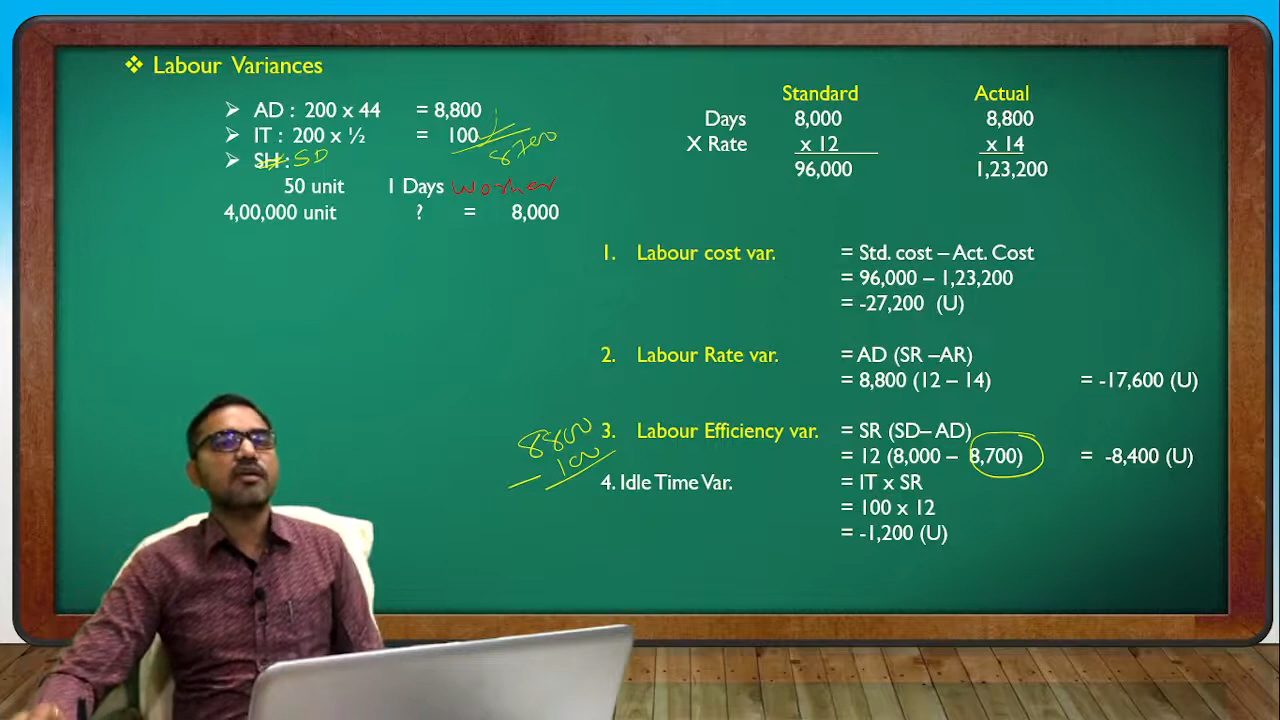 ❖ Labour Variances
➢ AD : 200 x 44 = 8,800
➢ IT : 200 x ½ = 100
8700
➢ SH : SD
50 unit 1 Days worker
4,00,000 unit ? = 8,000
Standard Actual
Days 8,000 8,800
X Rate x 12 x 14
96,000 1,23,200
1. Labour cost var. = Std. cost – Act. Cost
= 96,000 – 1,23,200
= -27,200 (U)
2. Labour Rate var. = AD (SR –AR)
= 8,800 (12 – 14) = -17,600 (U)
8800
100
3. Labour Efficiency var. = SR (SD– AD)
= 12 (8,000 – 8,700) = -8,400 (U)
4. Idle Time Var. = IT x SR
= 100 x 12
= -1,200 (U)